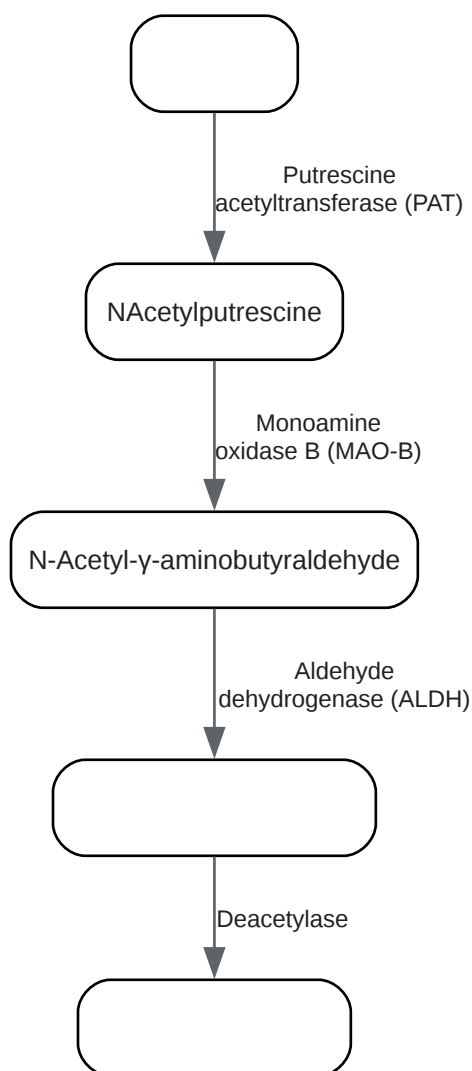 Putrescine
acetyltransferase (PAT)
NAcetylputrescine
Monoamine
oxidase B (MAO-B)
N-Acetyl-γ-aminobutyraldehyde
Aldehyde
dehydrogenase (ALDH)
Deacetylase